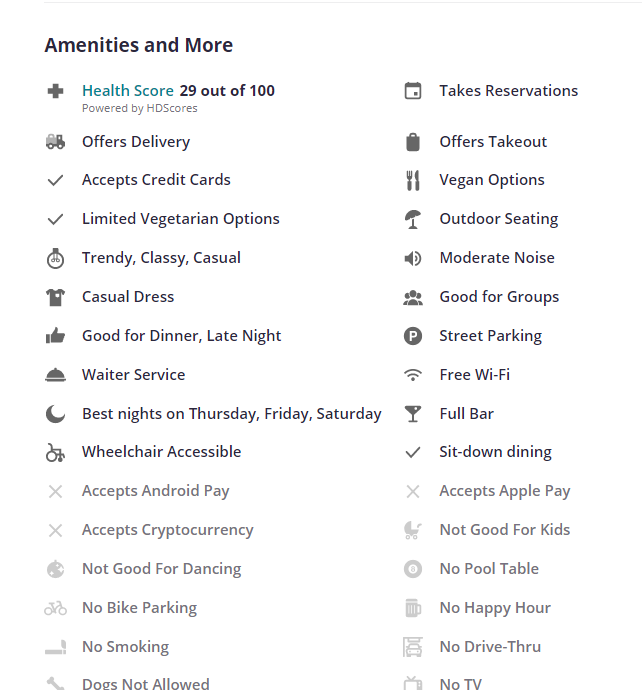 Amenities and More
Health Score 29 out of 100
Powered by HDScores
Takes Reservations
Offers Delivery
Offers Takeout
Accepts Credit Cards
Vegan Options
Limited Vegetarian Options
Outdoor Seating
Trendy, Classy, Casual
Moderate Noise
Casual Dress
Good for Groups
Good for Dinner, Late Night
Street Parking
Waiter Service
Free Wi-Fi
Best nights on Thursday, Friday, Saturday
Full Bar
Wheelchair Accessible
Sit-down dining
Accepts Android Pay
Accepts Apple Pay
Accepts Cryptocurrency
Not Good For Kids
Not Good For Dancing
No Pool Table
No Bike Parking
No Happy Hour
No Smoking
No Drive-Thru
Dogs Not Allowed
No TV